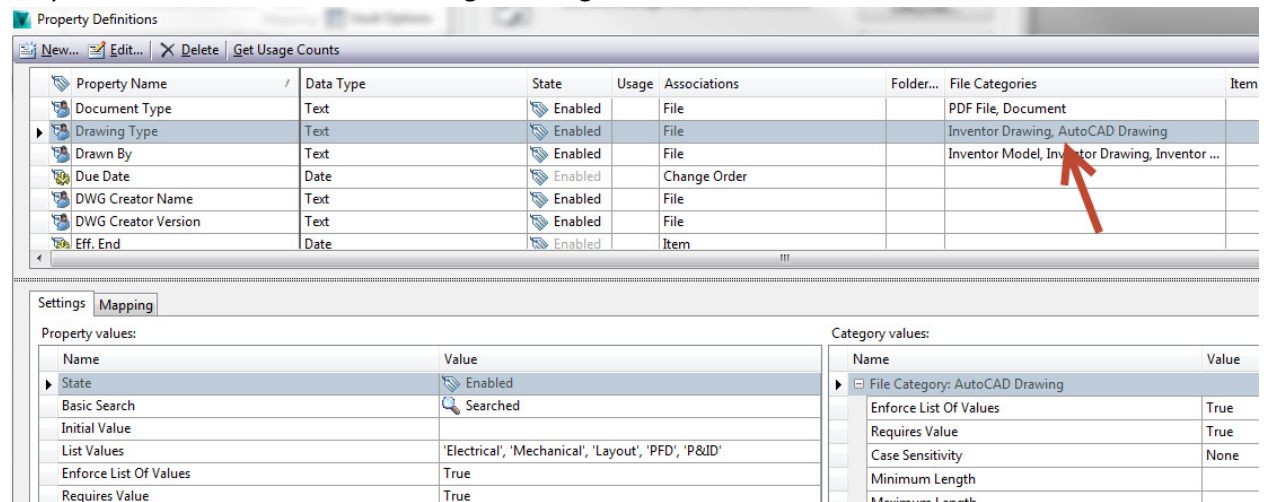 Property Definitions
New... Edit... Delete Get Usage Counts
Property Name / Data Type State Usage Associations Folder... File Categories Item
Document Type Text Enabled File PDF File, Document
Drawing Type Text Enabled File Inventor Drawing, AutoCAD Drawing
Drawn By Text Enabled File Inventor Model, Inventor Drawing, Inventor ...
Due Date Date Enabled Change Order
DWG Creator Name Text Enabled File
DWG Creator Version Text Enabled File
Eff. End Date Enabled Item
Settings Mapping
Property values: Category values:
Name Value Name Value
State Enabled File Category: AutoCAD Drawing
Basic Search Searched Enforce List Of Values True
Initial Value Requires Value True
List Values 'Electrical', 'Mechanical', 'Layout', 'PFD', 'P&ID' Case Sensitivity None
Enforce List Of Values True Minimum Length
Requires Value True Maximum Length